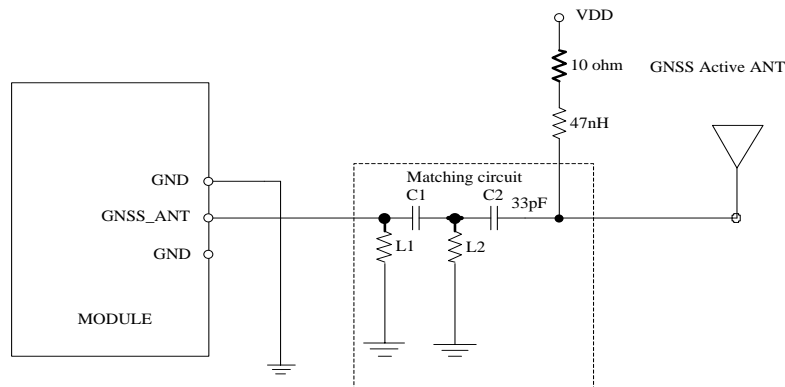 VDD
10 ohm
GNSS Active ANT
47nH
Matching circuit
GND
C1
C2
33pF
GNSS_ANT
L1
L2
GND
MODULE